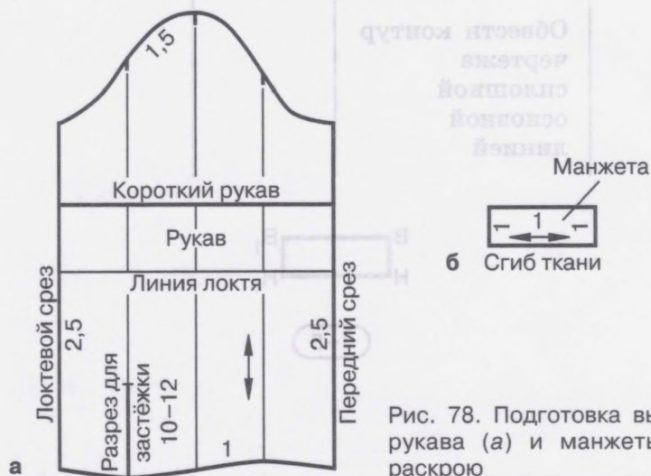 1,5
Короткий рукав
Рукав
Линия локтя
Локтевой срез
2,5
Разрез для
застёжки
10–12
1
2,5
Передний срез
а
Манжета
1 1 1
б Сгиб ткани
Рис. 78. Подготовка
рукава (а) и
раскрою
Обвести контур
чертежа
сплошной
основной
линией
В В
Н Н